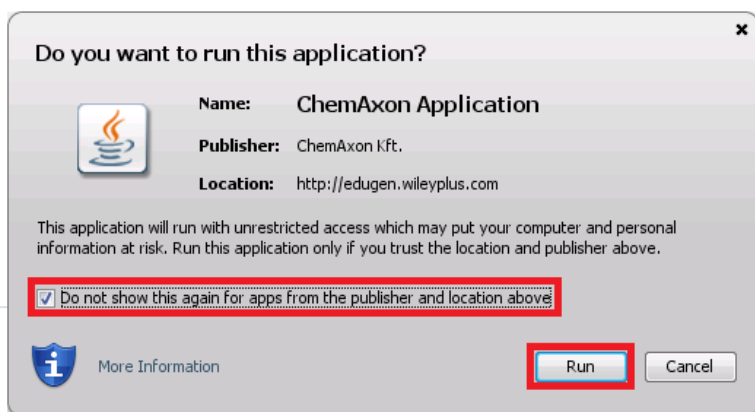 Do you want to run this application?
Name: ChemAxon Application
Publisher: ChemAxon Kft.
Location: http://edugen.wileyplus.com
This application will run with unrestricted access which may put your computer and personal
information at risk. Run this application only if you trust the location and publisher above.
Do not show this again for apps from the publisher and location above
More Information
Run Cancel